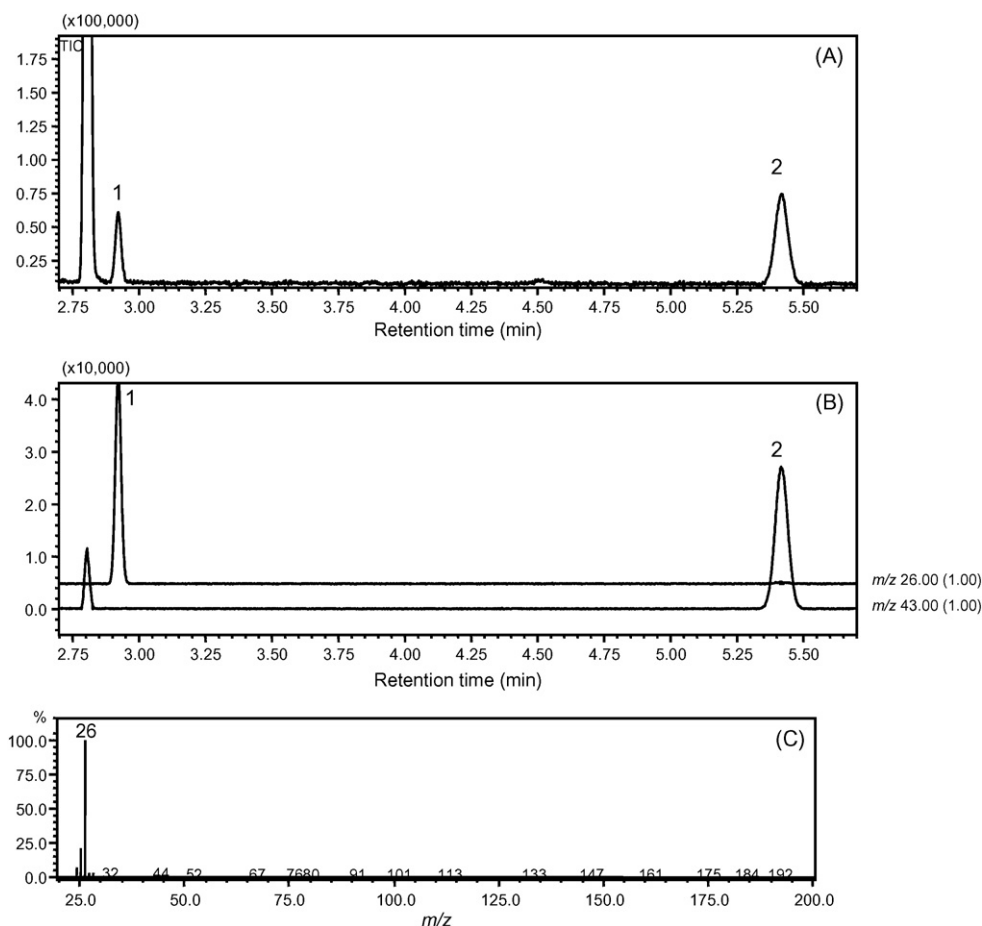 (x100,000)
TIC
(A)
1.75
1.50
1.25
1.00
0.75
0.50
0.25
1
2
2.75 3.00 3.25 3.50 3.75 4.00 4.25 4.50 4.75 5.00 5.25 5.50
Retention time (min)
(x10,000)
(B)
4.0
3.0
2.0
1.0
0.0
1
2
m/z 26.00 (1.00)
m/z 43.00 (1.00)
2.75 3.00 3.25 3.50 3.75 4.00 4.25 4.50 4.75 5.00 5.25 5.50
Retention time (min)
%
(C)
100.0
75.0
50.0
25.0
0.0
26
32 44 52 67 76 80 91 101 113 133 147 161 175 184 192
25.0 50.0 75.0 100.0 125.0 150.0 175.0 200.0
m/z